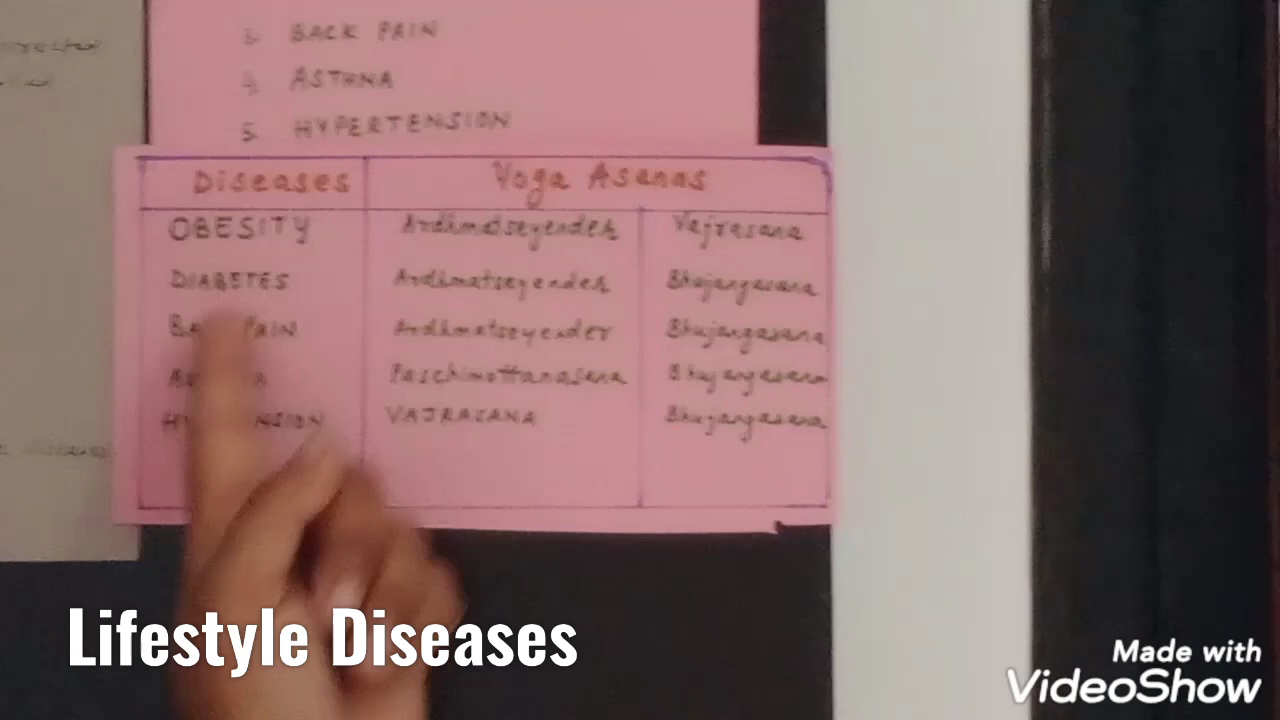 3. BACK PAIN
4. ASTHMA
5. HYPERTENSION
Diseases Yoga Asanas
OBESITY Ardhmatseyender Vajrasana
DIABETES Ardhmatseyender Bhujangasana
PAIN Ardhmatseyender Bhujangasana
Paschimottanasana Bhujangasana
VAJRASANA Bhujangasana
Lifestyle Diseases
Made with
VideoShow